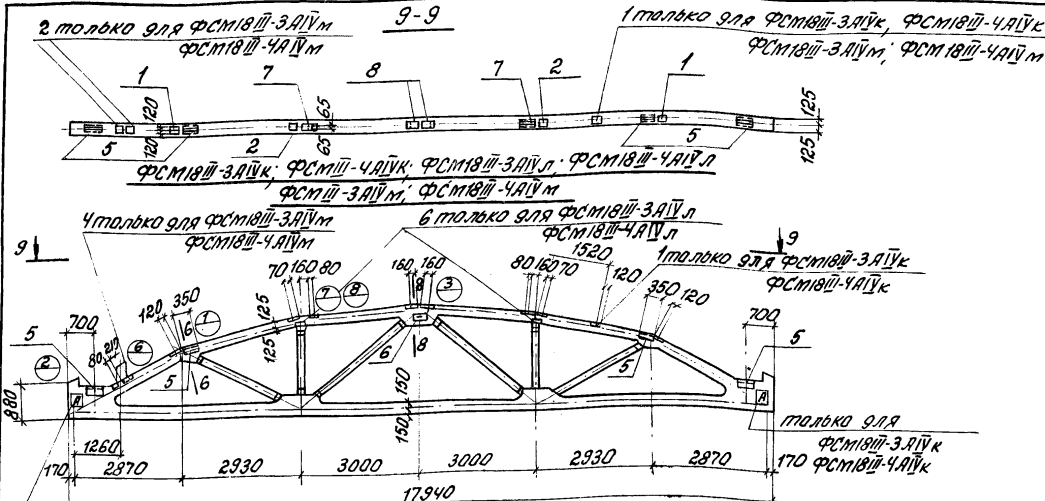 9-9
2 только для ФСМ18III-3АIVм
ФСМ18III-4АIVм
1 только для ФСМ18III-3АIVк, ФСМ18III-4АIVк
ФСМ18III-3АIVм; ФСМ18III-4АIVм
1 7 8 7 2 1
120 65 125
120 65 125
5 2 5
ФСМ18III-3АIVк; ФСМIII-4АIVк; ФСМ18III-3АIVл; ФСМ18III-4АIVл
ФСМIII-3АIVм; ФСМ18III-4АIVм
4 только для ФСМ18III-3АIVм
ФСМ18III-4АIVм
6 только для ФСМ18III-3АIVл
ФСМ18III-4АIVл
9 9
1 только для ФСМ18III-3АIVк
ФСМ18III-4АIVк
70 160 80 160 160 80 160 70 1520 120 350 120
8
120 350 125 7 8 3
6 1
125
5 700 2 80 210 6 700 5
5 6 6 8 5
880 А 150 А
150
только для
ФСМ18III-3АIVк
ФСМ18III-4АIVк
1260
170 2870 2930 3000 3000 2930 2870 170
17940